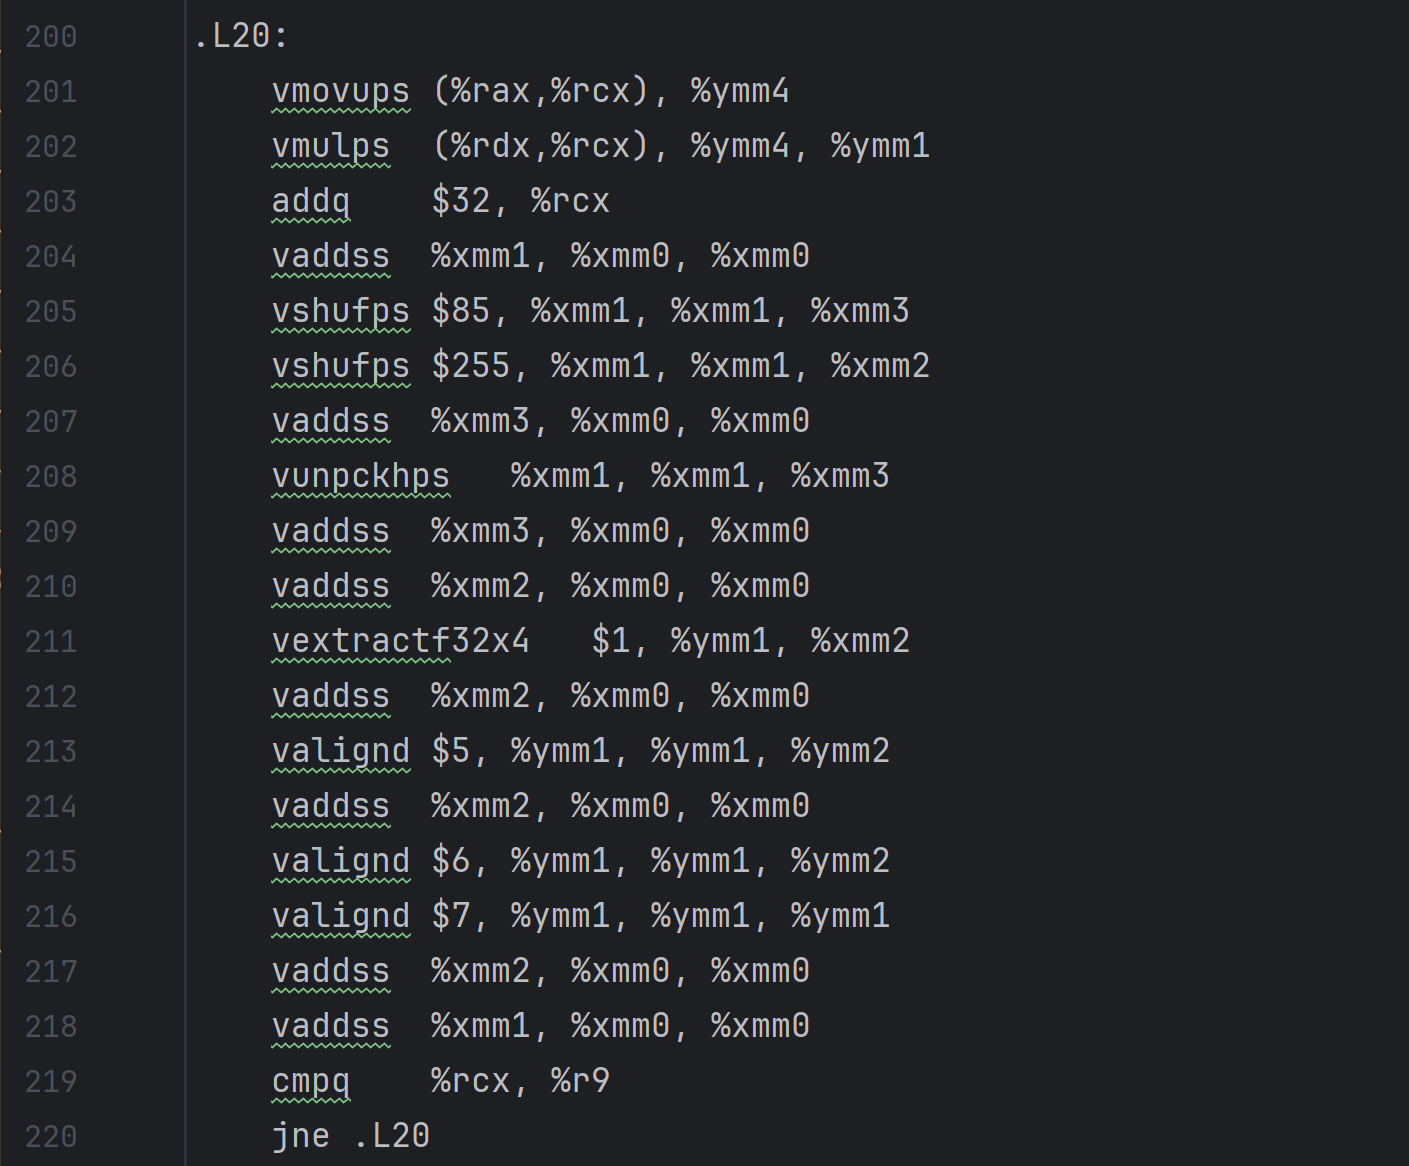 200 .L20:
201 vmovups (%rax,%rcx), %ymm4
202 vmulps (%rdx,%rcx), %ymm4, %ymm1
203 addq $32, %rcx
204 vaddss %xmm1, %xmm0, %xmm0
205 vshufps $85, %xmm1, %xmm1, %xmm3
206 vshufps $255, %xmm1, %xmm1, %xmm2
207 vaddss %xmm3, %xmm0, %xmm0
208 vunpckhps %xmm1, %xmm1, %xmm3
209 vaddss %xmm3, %xmm0, %xmm0
210 vaddss %xmm2, %xmm0, %xmm0
211 vextractf32x4 $1, %ymm1, %xmm2
212 vaddss %xmm2, %xmm0, %xmm0
213 valignd $5, %ymm1, %ymm1, %ymm2
214 vaddss %xmm2, %xmm0, %xmm0
215 valignd $6, %ymm1, %ymm1, %ymm2
216 valignd $7, %ymm1, %ymm1, %ymm1
217 vaddss %xmm2, %xmm0, %xmm0
218 vaddss %xmm1, %xmm0, %xmm0
219 cmpq %rcx, %r9
220 jne .L20